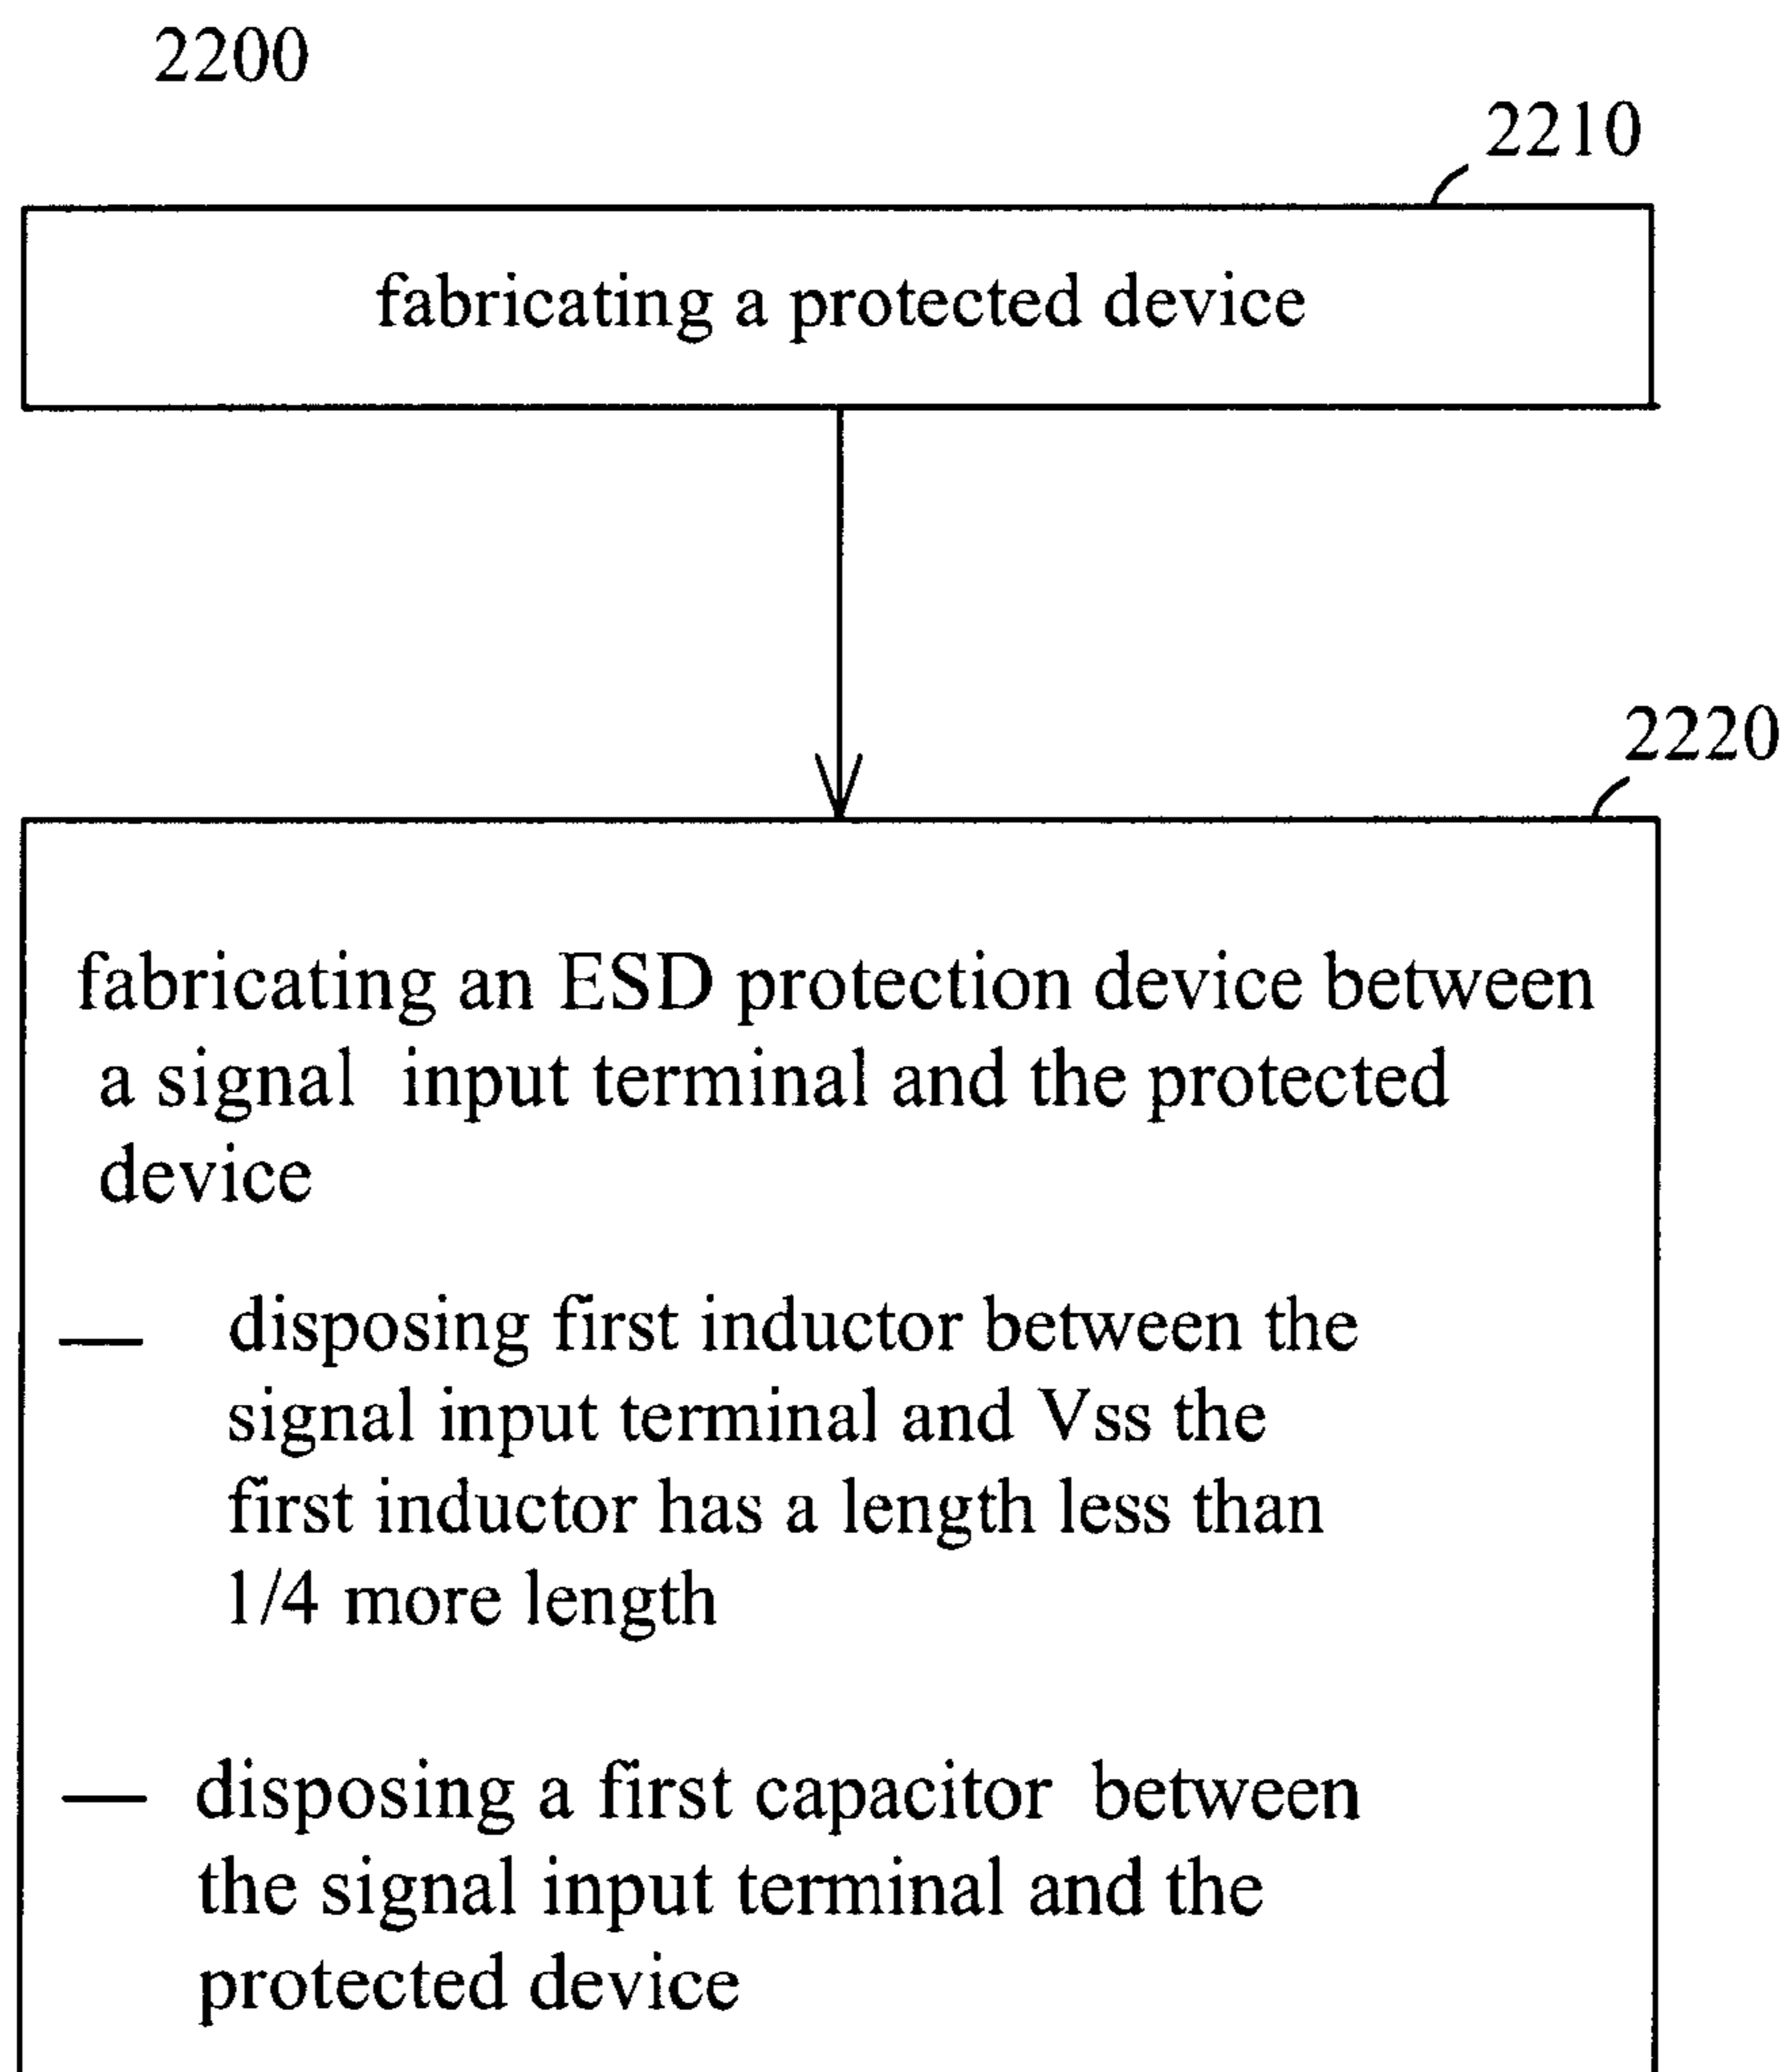 2200
2210
fabricating a protected device
2220
fabricating an ESD protection device between
a signal input terminal and the protected
device
— disposing first inductor between the
signal input terminal and Vss the
first inductor has a length less than
1/4 more length
— disposing a first capacitor between
the signal input terminal and the
protected device